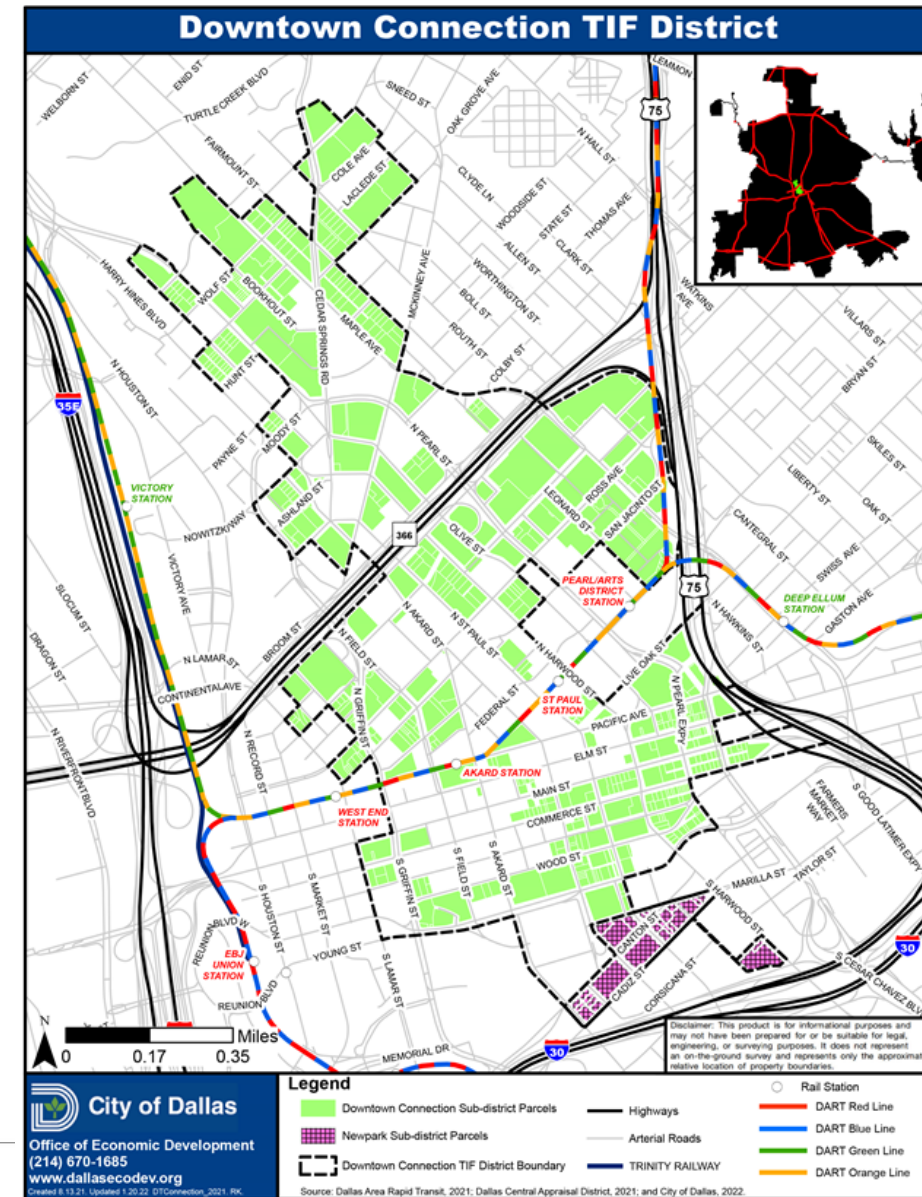 Downtown Connection TIF District
WELBORN ST
ENID ST
TURTLE CREEK BLVD
SNEED ST
OAK GROVE AVE
LEMMON
75
FAIRMOUNT ST
COLE AVE
LACLEDE ST
N HALL ST
CLYDE LN
WOODSIDE ST
STATE ST
THOMAS AVE
ALLEN ST
CLARK ST
WORTHINGTON ST
BOLL ST
MCKINNEY AVE
ROUTH ST
COLBY ST
WATKINS AVE
VILLARS ST
BRYAN ST
HARRY HINES BLVD
WOLF ST
BOOKHOUT ST
CEDAR SPRINGS RD
MAPLE AVE
HUNT ST
N HOUSTON ST
35E
PAYNE ST
MOODY ST
N PEARL ST
SKILES ST
LIBERTY ST
OAK ST
ROSS AVE
LEONARD ST
SAN JACINTO ST
VICTORY STATION
ASHLAND ST
NOWITZKI WAY
366
OLIVE ST
CANTEGRAL ST
SWISS AVE
VICTORY AVE
PEARL/ARTS DISTRICT STATION
75
DEEP ELLUM STATION
GASTON AVE
N HAWKINS ST
SLOCUM ST
DRAGON ST
BROOM ST
N FIELD ST
N AKARD ST
N ST PAUL ST
N HARWOOD ST
LIVE OAK ST
N LAMAR ST
CONTINENTAL AVE
N GRIFFIN ST
FEDERAL ST
ST PAUL STATION
N PEARL EXPY
PACIFIC AVE
N RIVERFRONT BLVD
N RECORD ST
ELM ST
AKARD STATION
MAIN ST
COMMERCE ST
WEST END STATION
FARMERS MARKET WAY
S GOOD LATIMER EXPY
WOOD ST
S GRIFFIN ST
S FIELD ST
S AKARD ST
MARILLA ST
TAYLOR ST
S HARWOOD ST
S HOUSTON ST
S MARKET ST
REUNION BLVD W
EBJ UNION STATION
YOUNG ST
CANTON ST
CADIZ ST
CORSICANA ST
30
S CESAR CHAVEZ BLV
REUNION BLVD
S LAMAR ST
MEMORIAL DR
30
N
0 0.17 0.35 Miles
Disclaimer: This product is for informational purposes and
may not have been prepared for or be suitable for legal,
engineering, or surveying purposes. It does not represent
an on-the-ground survey and represents only the approximat
relative location of property boundaries.
City of Dallas
Office of Economic Development
(214) 670-1685
www.dallasecodev.org
Created 8.13.21. Updated 1.20.22 DTConnection_2021. RK.
Legend
Downtown Connection Sub-district Parcels
Newpark Sub-district Parcels
Downtown Connection TIF District Boundary
Highways
Arterial Roads
TRINITY RAILWAY
Rail Station
DART Red Line
DART Blue Line
DART Green Line
DART Orange Line
Source: Dallas Area Rapid Transit, 2021; Dallas Central Appraisal District, 2021; and City of Dallas, 2022.